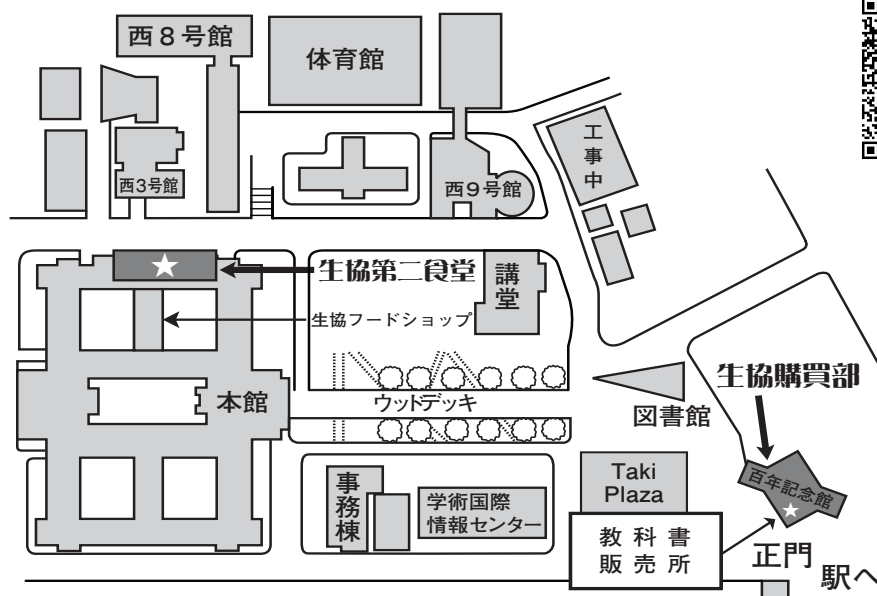 西8号館
体育館
工事中
西3号館
西9号館
生協第二食堂
講堂
生協フードショップ
生協購買部
本館
ウットデッキ
図書館
百年記念館
事務棟
学術国際
情報センター
Taki
Plaza
教科書
販売所
正門
駅へ